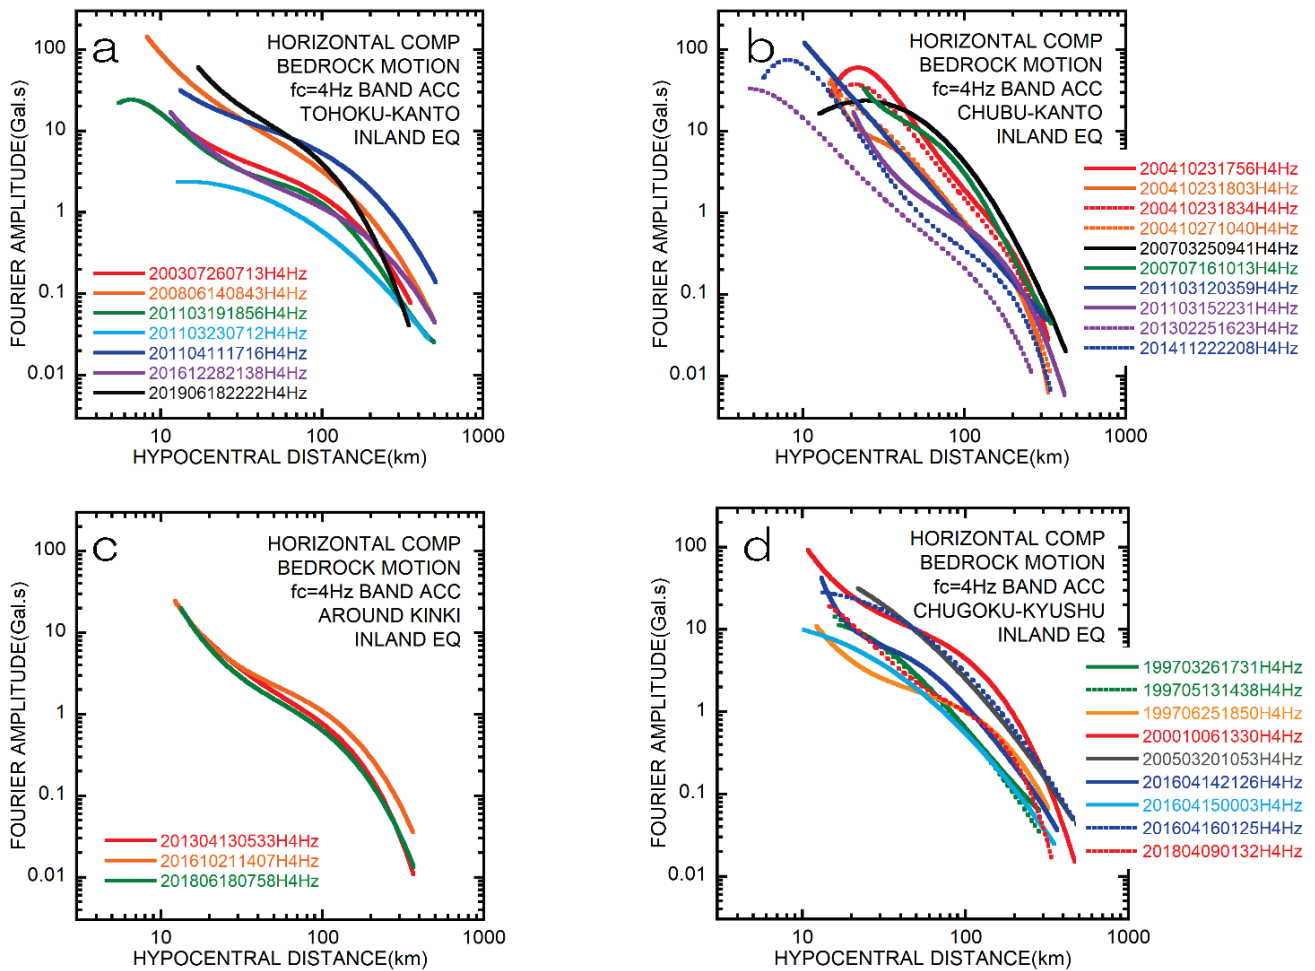 a
HORIZONTAL COMP
BEDROCK MOTION
fc=4Hz BAND ACC
TOHOKU-KANTO
INLAND EQ
FOURIER AMPLITUDE(Gal.s)
100
10
1
0.1
0.01
200307260713H4Hz
200806140843H4Hz
201103191856H4Hz
201103230712H4Hz
201104111716H4Hz
201612282138H4Hz
201906182222H4Hz
10
100
1000
HYPOCENTRAL DISTANCE(km)
b
HORIZONTAL COMP
BEDROCK MOTION
fc=4Hz BAND ACC
CHUBU-KANTO
INLAND EQ
FOURIER AMPLITUDE(Gal.s)
100
10
1
0.1
0.01
200410231756H4Hz
200410231803H4Hz
200410231834H4Hz
200410271040H4Hz
200703250941H4Hz
200707161013H4Hz
201103120359H4Hz
201103152231H4Hz
201302251623H4Hz
201411222208H4Hz
10
100
1000
HYPOCENTRAL DISTANCE(km)
c
HORIZONTAL COMP
BEDROCK MOTION
fc=4Hz BAND ACC
AROUND KINKI
INLAND EQ
FOURIER AMPLITUDE(Gal.s)
100
10
1
0.1
0.01
201304130533H4Hz
201610211407H4Hz
201806180758H4Hz
10
100
1000
HYPOCENTRAL DISTANCE(km)
d
HORIZONTAL COMP
BEDROCK MOTION
fc=4Hz BAND ACC
CHUGOKU-KYUSHU
INLAND EQ
FOURIER AMPLITUDE(Gal.s)
100
10
1
0.1
0.01
199703261731H4Hz
199705131438H4Hz
199706251850H4Hz
200010061330H4Hz
200503201053H4Hz
201604142126H4Hz
201604150003H4Hz
201604160125H4Hz
201804090132H4Hz
10
100
1000
HYPOCENTRAL DISTANCE(km)